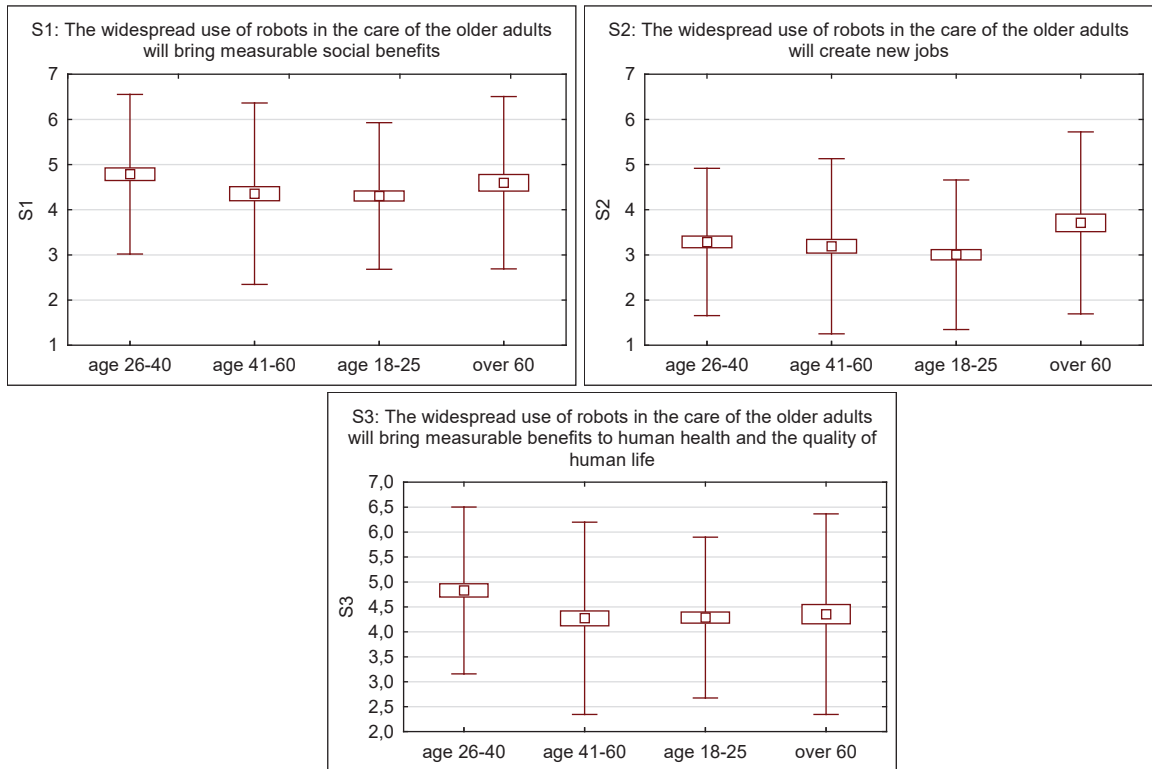 S1: The widespread use of robots in the care of the older adults
will bring measurable social benefits
7
6
5
4
3
2
1
S1
age 26-40 age 41-60 age 18-25 over 60
S2: The widespread use of robots in the care of the older adults
will create new jobs
7
6
5
4
3
2
1
S2
age 26-40 age 41-60 age 18-25 over 60
S3: The widespread use of robots in the care of the older adults
will bring measurable benefits to human health and the quality of
human life
7,0
6,5
6,0
5,5
5,0
4,5
4,0
3,5
3,0
2,5
2,0
S3
age 26-40 age 41-60 age 18-25 over 60